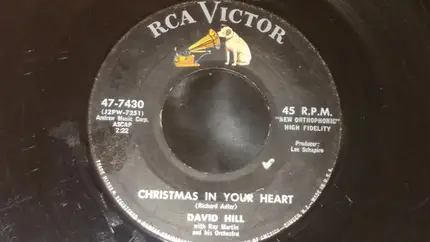 RCA VICTOR
47-7430
(J2PW-7251)
Andrew Music Corp.
ASCAP
2:22
45 R.P.M.
"NEW ORTHOPHONIC"
HIGH FIDELITY
Producer:
Lee Schapiro
CHRISTMAS IN YOUR HEART
(Richard Adler)
DAVID HILL
with Ray Martin
and his Orchestra